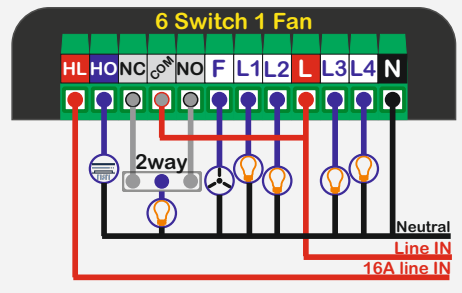 6 Switch 1 Fan
HL HO NC COM NO F L1 L2 L L3 L4 N
2way
Neutral
Line IN
16A line IN